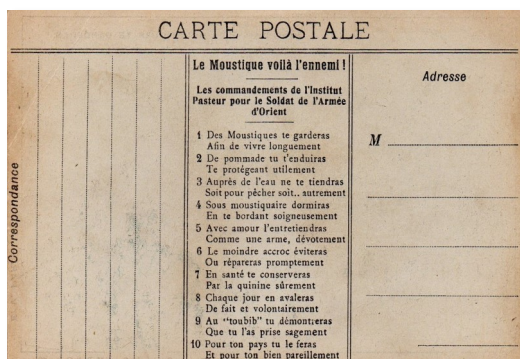 CARTE POSTALE
Correspondance
Le Moustique voilà l'ennemi !
Les commandements de l'Institut
Pasteur pour le Soldat de l'Armée
d'Orient
1 Des Moustiques te garderas
Afin de vivre longuement
2 De pommade tu t'enduiras
Te protégeant utilement
3 Auprès de l'eau ne te tiendras
Soit pour pêcher soit.. autrement
4 Sous moustiquaire dormiras
En te bordant soigneusement
5 Avec amour l'entretiendras
Comme une arme, dévotement
6 Le moindre accroc éviteras
Ou répareras promptement
7 En santé te conserveras
Par la quinine sûrement
8 Chaque jour en avaleras
De fait et volontairement
9 Au "toubib" tu démontreras
Que tu l'as prise sagement
10 Pour ton pays tu le feras
Et pour ton bien pareillement
Adresse
M